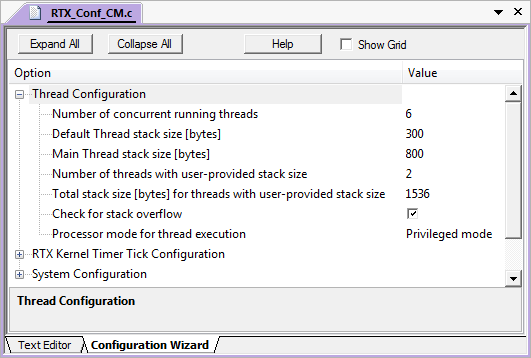 RTX_Conf_CM.c
Expand All Collapse All Help Show Grid
Option Value
Thread Configuration
Number of concurrent running threads 6
Default Thread stack size [bytes] 300
Main Thread stack size [bytes] 800
Number of threads with user-provided stack size 2
Total stack size [bytes] for threads with user-provided stack size 1536
Check for stack overflow
Processor mode for thread execution Privileged mode
RTX Kernel Timer Tick Configuration
System Configuration
Thread Configuration
Text Editor Configuration Wizard